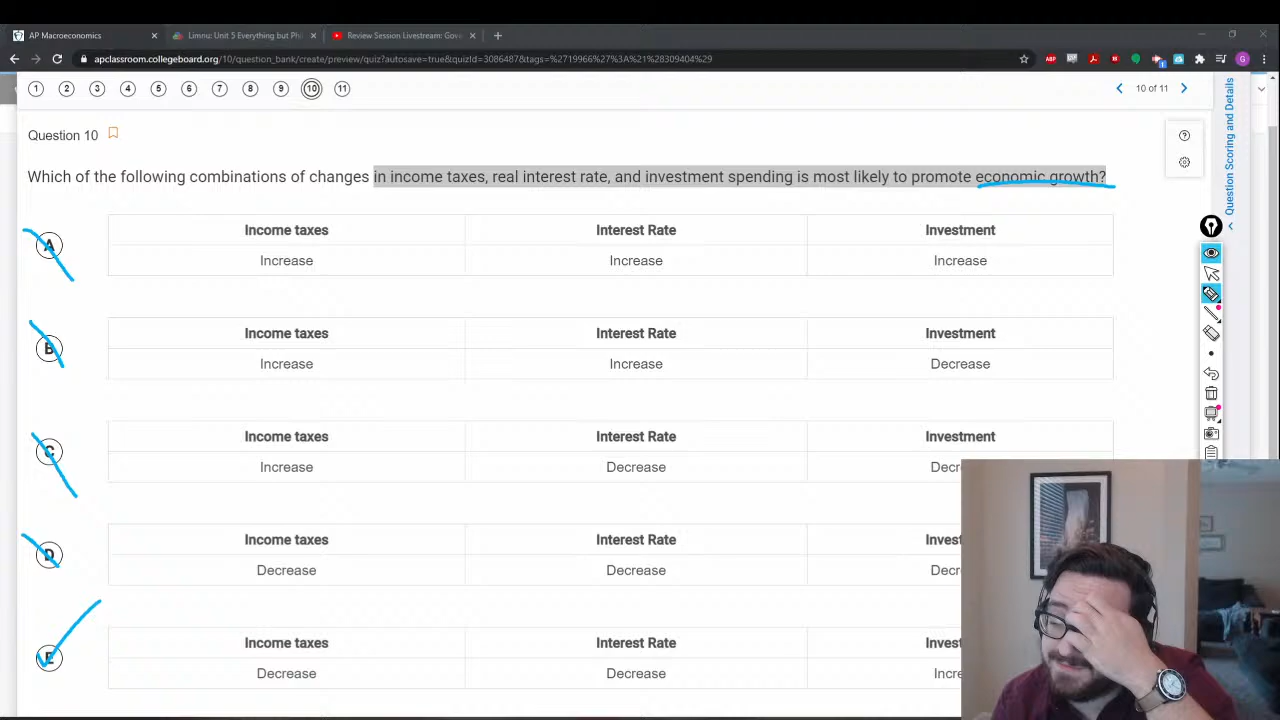 AP Macroeconomics
Limnu: Unit 5 Everything but Phi
Review Session Livestream: Gov
apclassroom.collegeboard.org/10/question_bank/create/preview/quiz?autosave=true&quizId=3086487&tags=%2719966%27%3A%21%28309404%29
ABP
G
1 2 3 4 5 6 7 8 9 10 11
10 of 11
Question 10
Question Scoring and Details
Which of the following combinations of changes in income taxes, real interest rate, and investment spending is most likely to promote economic growth?
A
Income taxes Interest Rate Investment
Increase Increase Increase
B
Income taxes Interest Rate Investment
Increase Increase Decrease
C
Income taxes Interest Rate Investment
Increase Decrease Decr
D
Income taxes Interest Rate Invest
Decrease Decrease Decr
E
Income taxes Interest Rate Invest
Decrease Decrease Incre